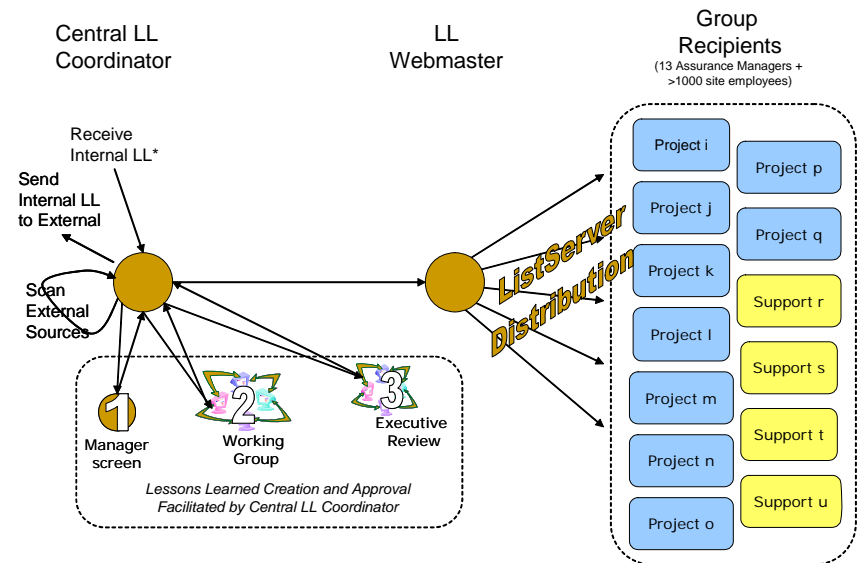 Central LL
Coordinator
LL
Webmaster
Group
Recipients
(13 Assurance Managers +
>1000 site employees)
Receive
Internal LL*
Send
Internal LL
to External
Scan
External
Sources
ListServer
Distribution
1
Manager
screen
2
Working
Group
3
Executive
Review
Lessons Learned Creation and Approval
Facilitated by Central LL Coordinator
Project i
Project j
Project k
Project l
Project m
Project n
Project o
Project p
Project q
Support r
Support s
Support t
Support u